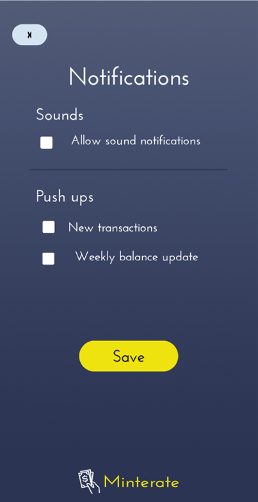 x
Notifications
Sounds
Allow sound notifications
Push ups
New transactions
Weekly balance update
Save
$
Minterate